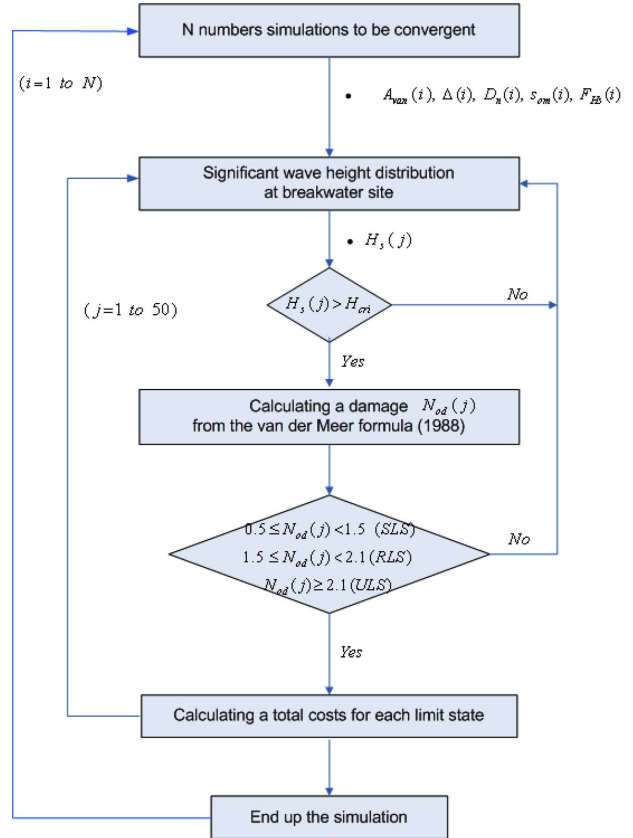 N numbers simulations to be convergent
(i=1 to N)
• A_van(i), Δ(i), D_n(i), s_om(i), F_Hs(i)
Significant wave height distribution
at breakwater site
• H_s(j)
(j=1 to 50)
H_s(j)>H_cri
No
Yes
Calculating a damage N_od(j)
from the van der Meer formula (1988)
0.5≤N_od(j)<1.5 (SLS)
1.5≤N_od(j)<2.1(RLS)
N_od(j)≥2.1(ULS)
No
Yes
Calculating a total costs for each limit state
End up the simulation